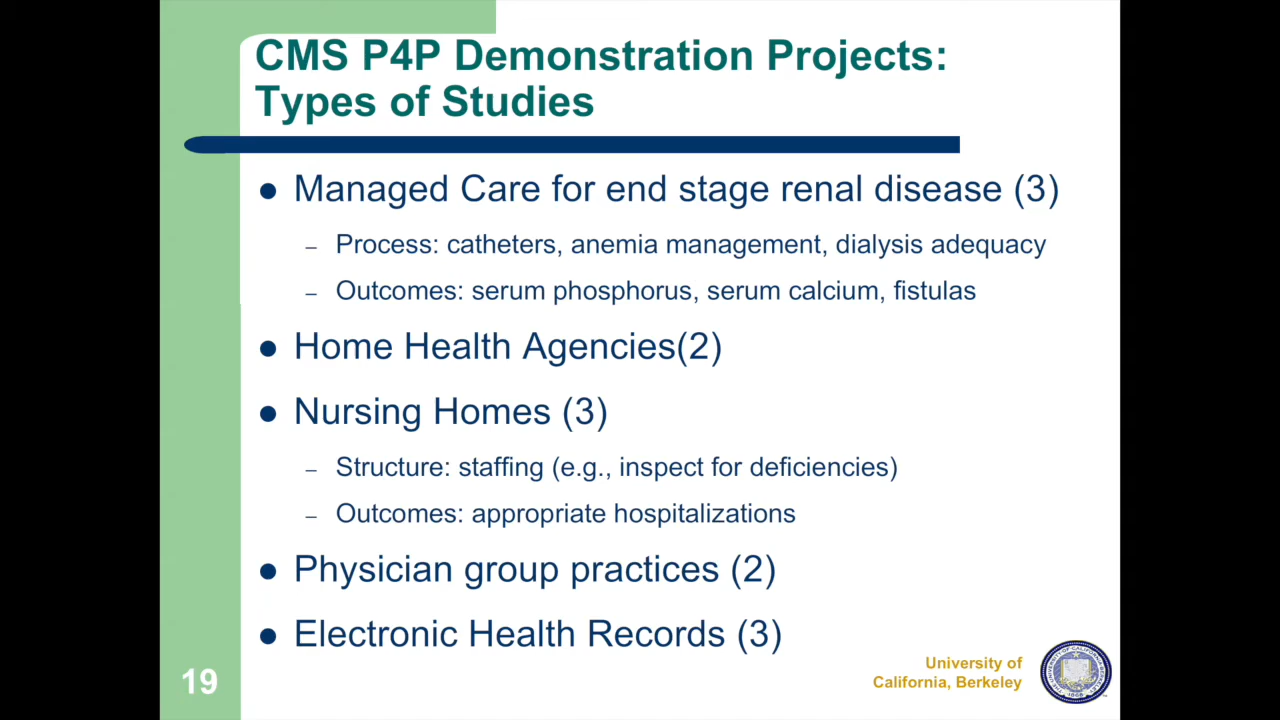 CMS P4P Demonstration Projects:
Types of Studies
● Managed Care for end stage renal disease (3)
– Process: catheters, anemia management, dialysis adequacy
– Outcomes: serum phosphorus, serum calcium, fistulas
● Home Health Agencies(2)
● Nursing Homes (3)
– Structure: staffing (e.g., inspect for deficiencies)
– Outcomes: appropriate hospitalizations
● Physician group practices (2)
● Electronic Health Records (3)
19
University of
California, Berkeley